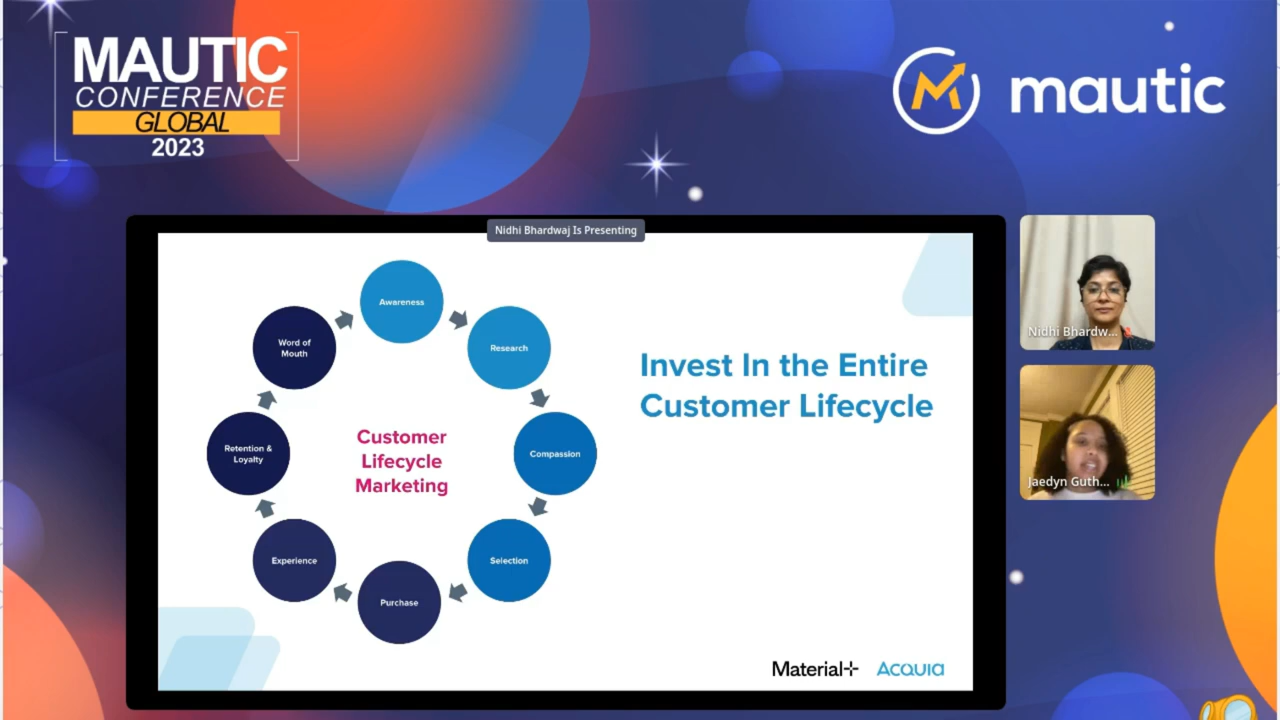 MAUTIC
CONFERENCE
GLOBAL
2023
mautic
Nidhi Bhardwaj Is Presenting
Awareness
Research
Compassion
Selection
Purchase
Experience
Retention &
Loyalty
Word of
Mouth
Customer
Lifecycle
Marketing
Invest In the Entire
Customer Lifecycle
Material+
Acquia
Nidhi Bhardw...
Jaedyn Guth...